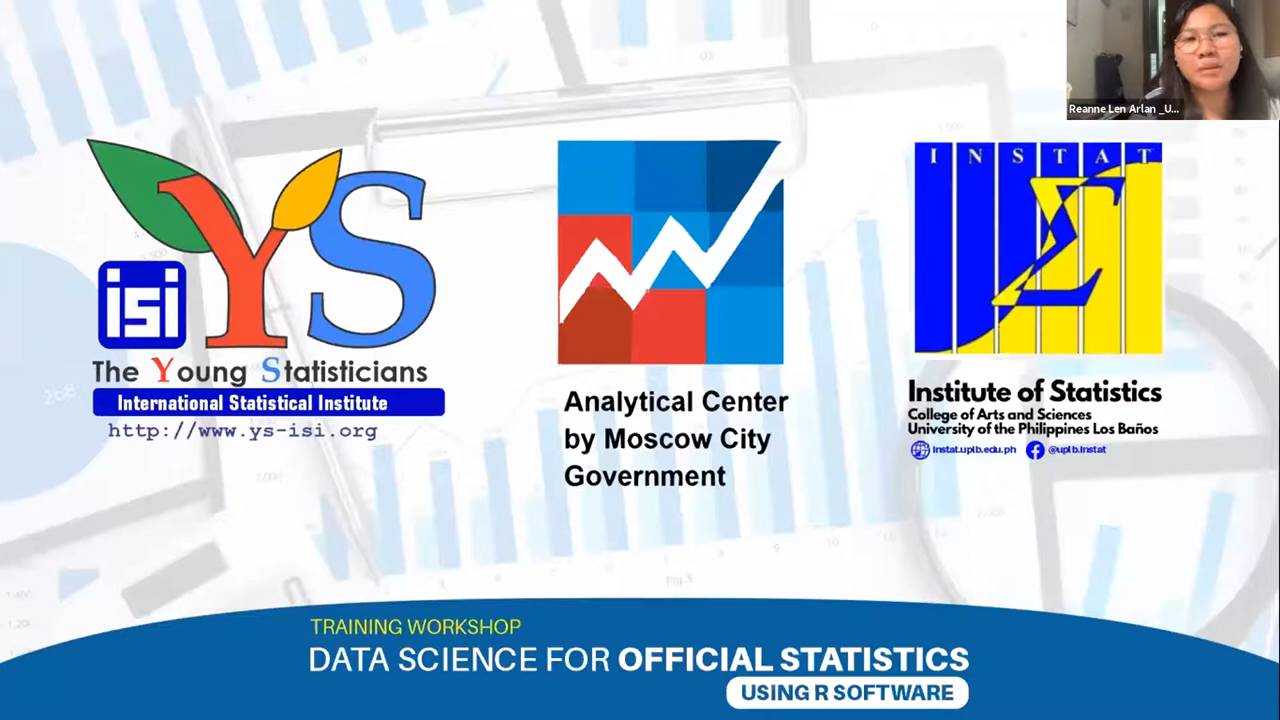 Reanne Len Arlan _U...
isi
YS
The Young Statisticians
International Statistical Institute
http://www.ys-isi.org
Analytical Center
by Moscow City
Government
INSTAT
Σ
Institute of Statistics
College of Arts and Sciences
University of the Philippines Los Baños
instat.uplb.edu.ph @uplb.instat
TRAINING WORKSHOP
DATA SCIENCE FOR OFFICIAL STATISTICS
USING R SOFTWARE